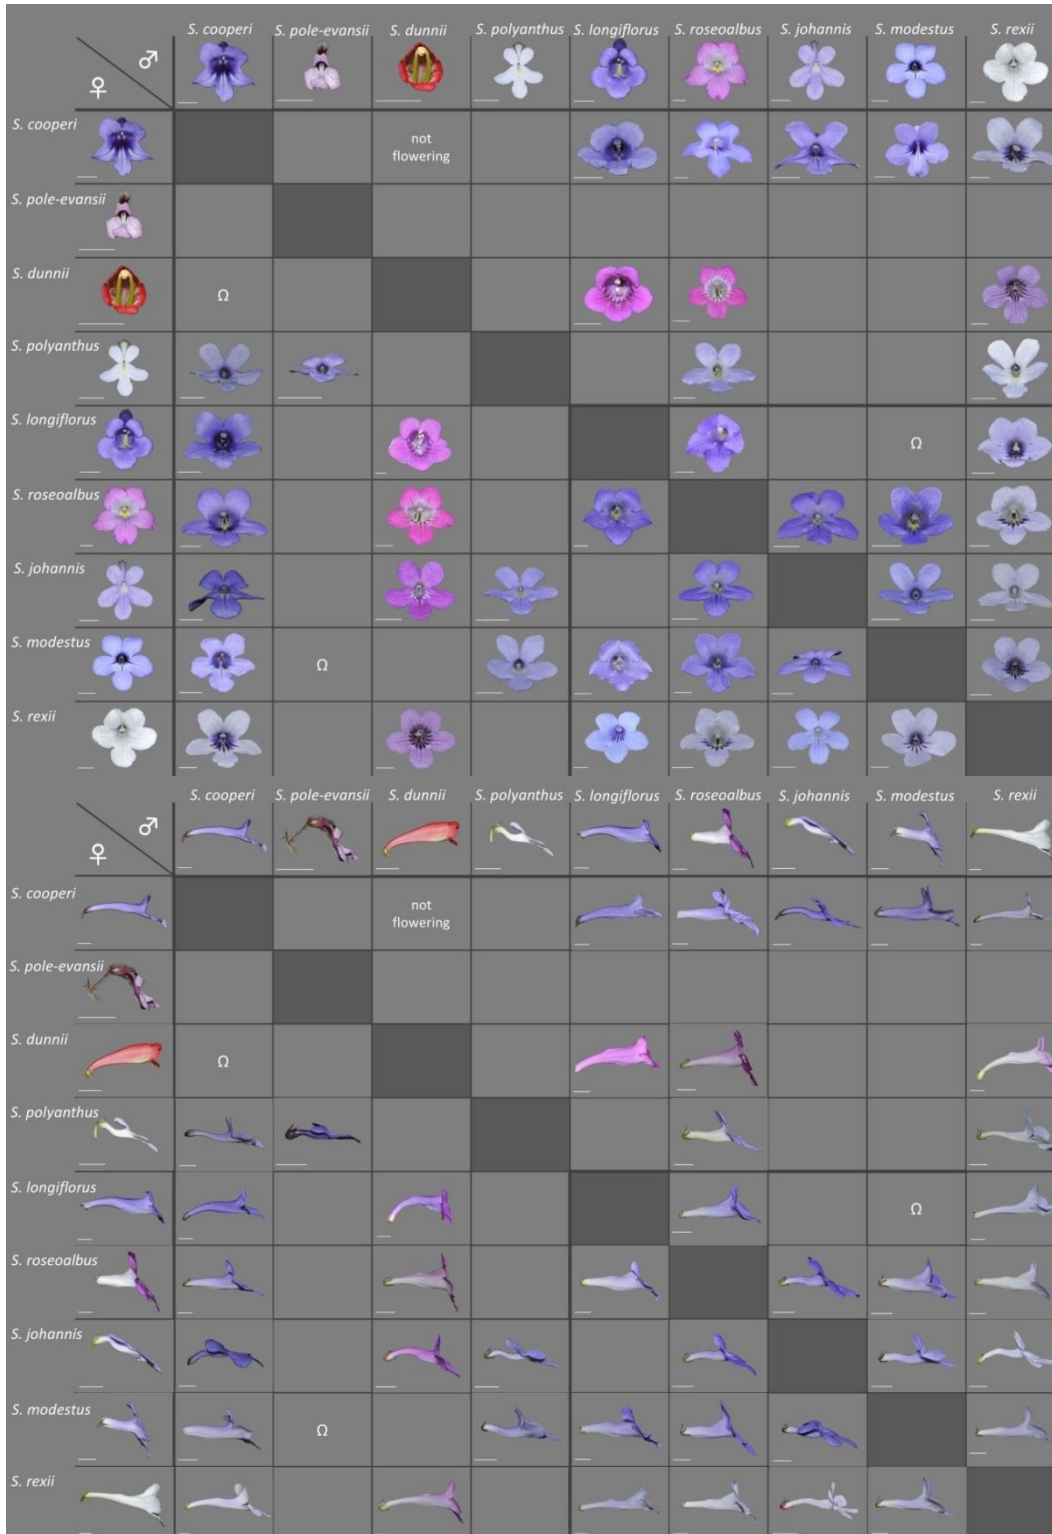 S. cooperi S. pole-evansii S. dunnii S. polyanthus S. longiflorus S. roseoalbus S. johannis S. modestus S. rexii
♂
♀
S. cooperi
not
flowering
S. pole-evansii
S. dunnii
Ω
S. polyanthus
S. longiflorus
Ω
S. roseoalbus
S. johannis
S. modestus
Ω
S. rexii
S. cooperi S. pole-evansii S. dunnii S. polyanthus S. longiflorus S. roseoalbus S. johannis S. modestus S. rexii
♂
♀
S. cooperi
not
flowering
S. pole-evansii
S. dunnii
Ω
S. polyanthus
S. longiflorus
Ω
S. roseoalbus
S. johannis
S. modestus
Ω
S. rexii